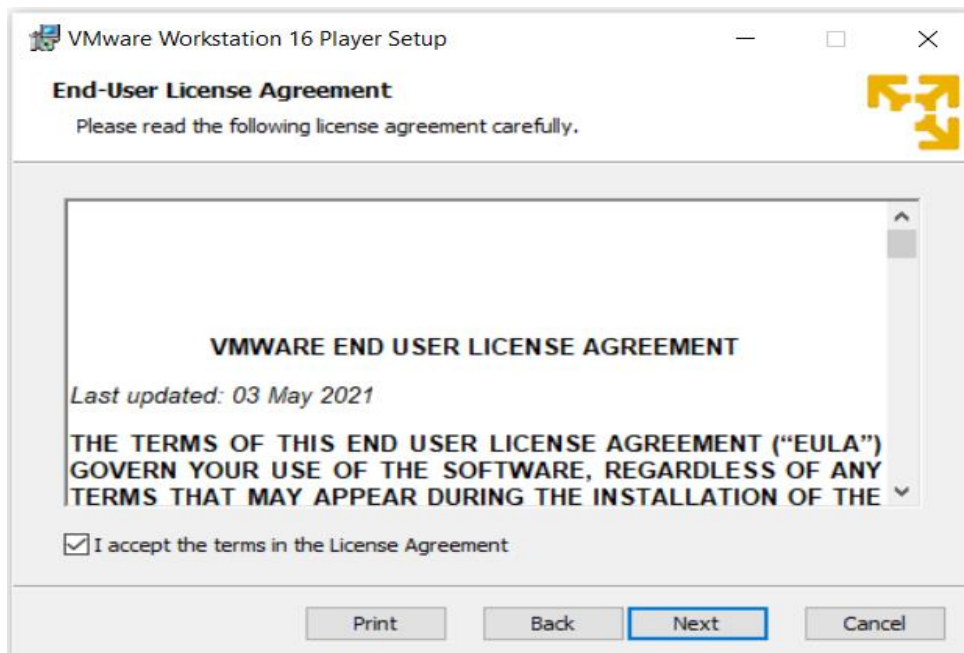 VMware Workstation 16 Player Setup
End-User License Agreement
Please read the following license agreement carefully.
VMWARE END USER LICENSE AGREEMENT
Last updated: 03 May 2021
THE TERMS OF THIS END USER LICENSE AGREEMENT (“EULA”)
GOVERN YOUR USE OF THE SOFTWARE, REGARDLESS OF ANY
TERMS THAT MAY APPEAR DURING THE INSTALLATION OF THE
I accept the terms in the License Agreement
Print Back Next Cancel